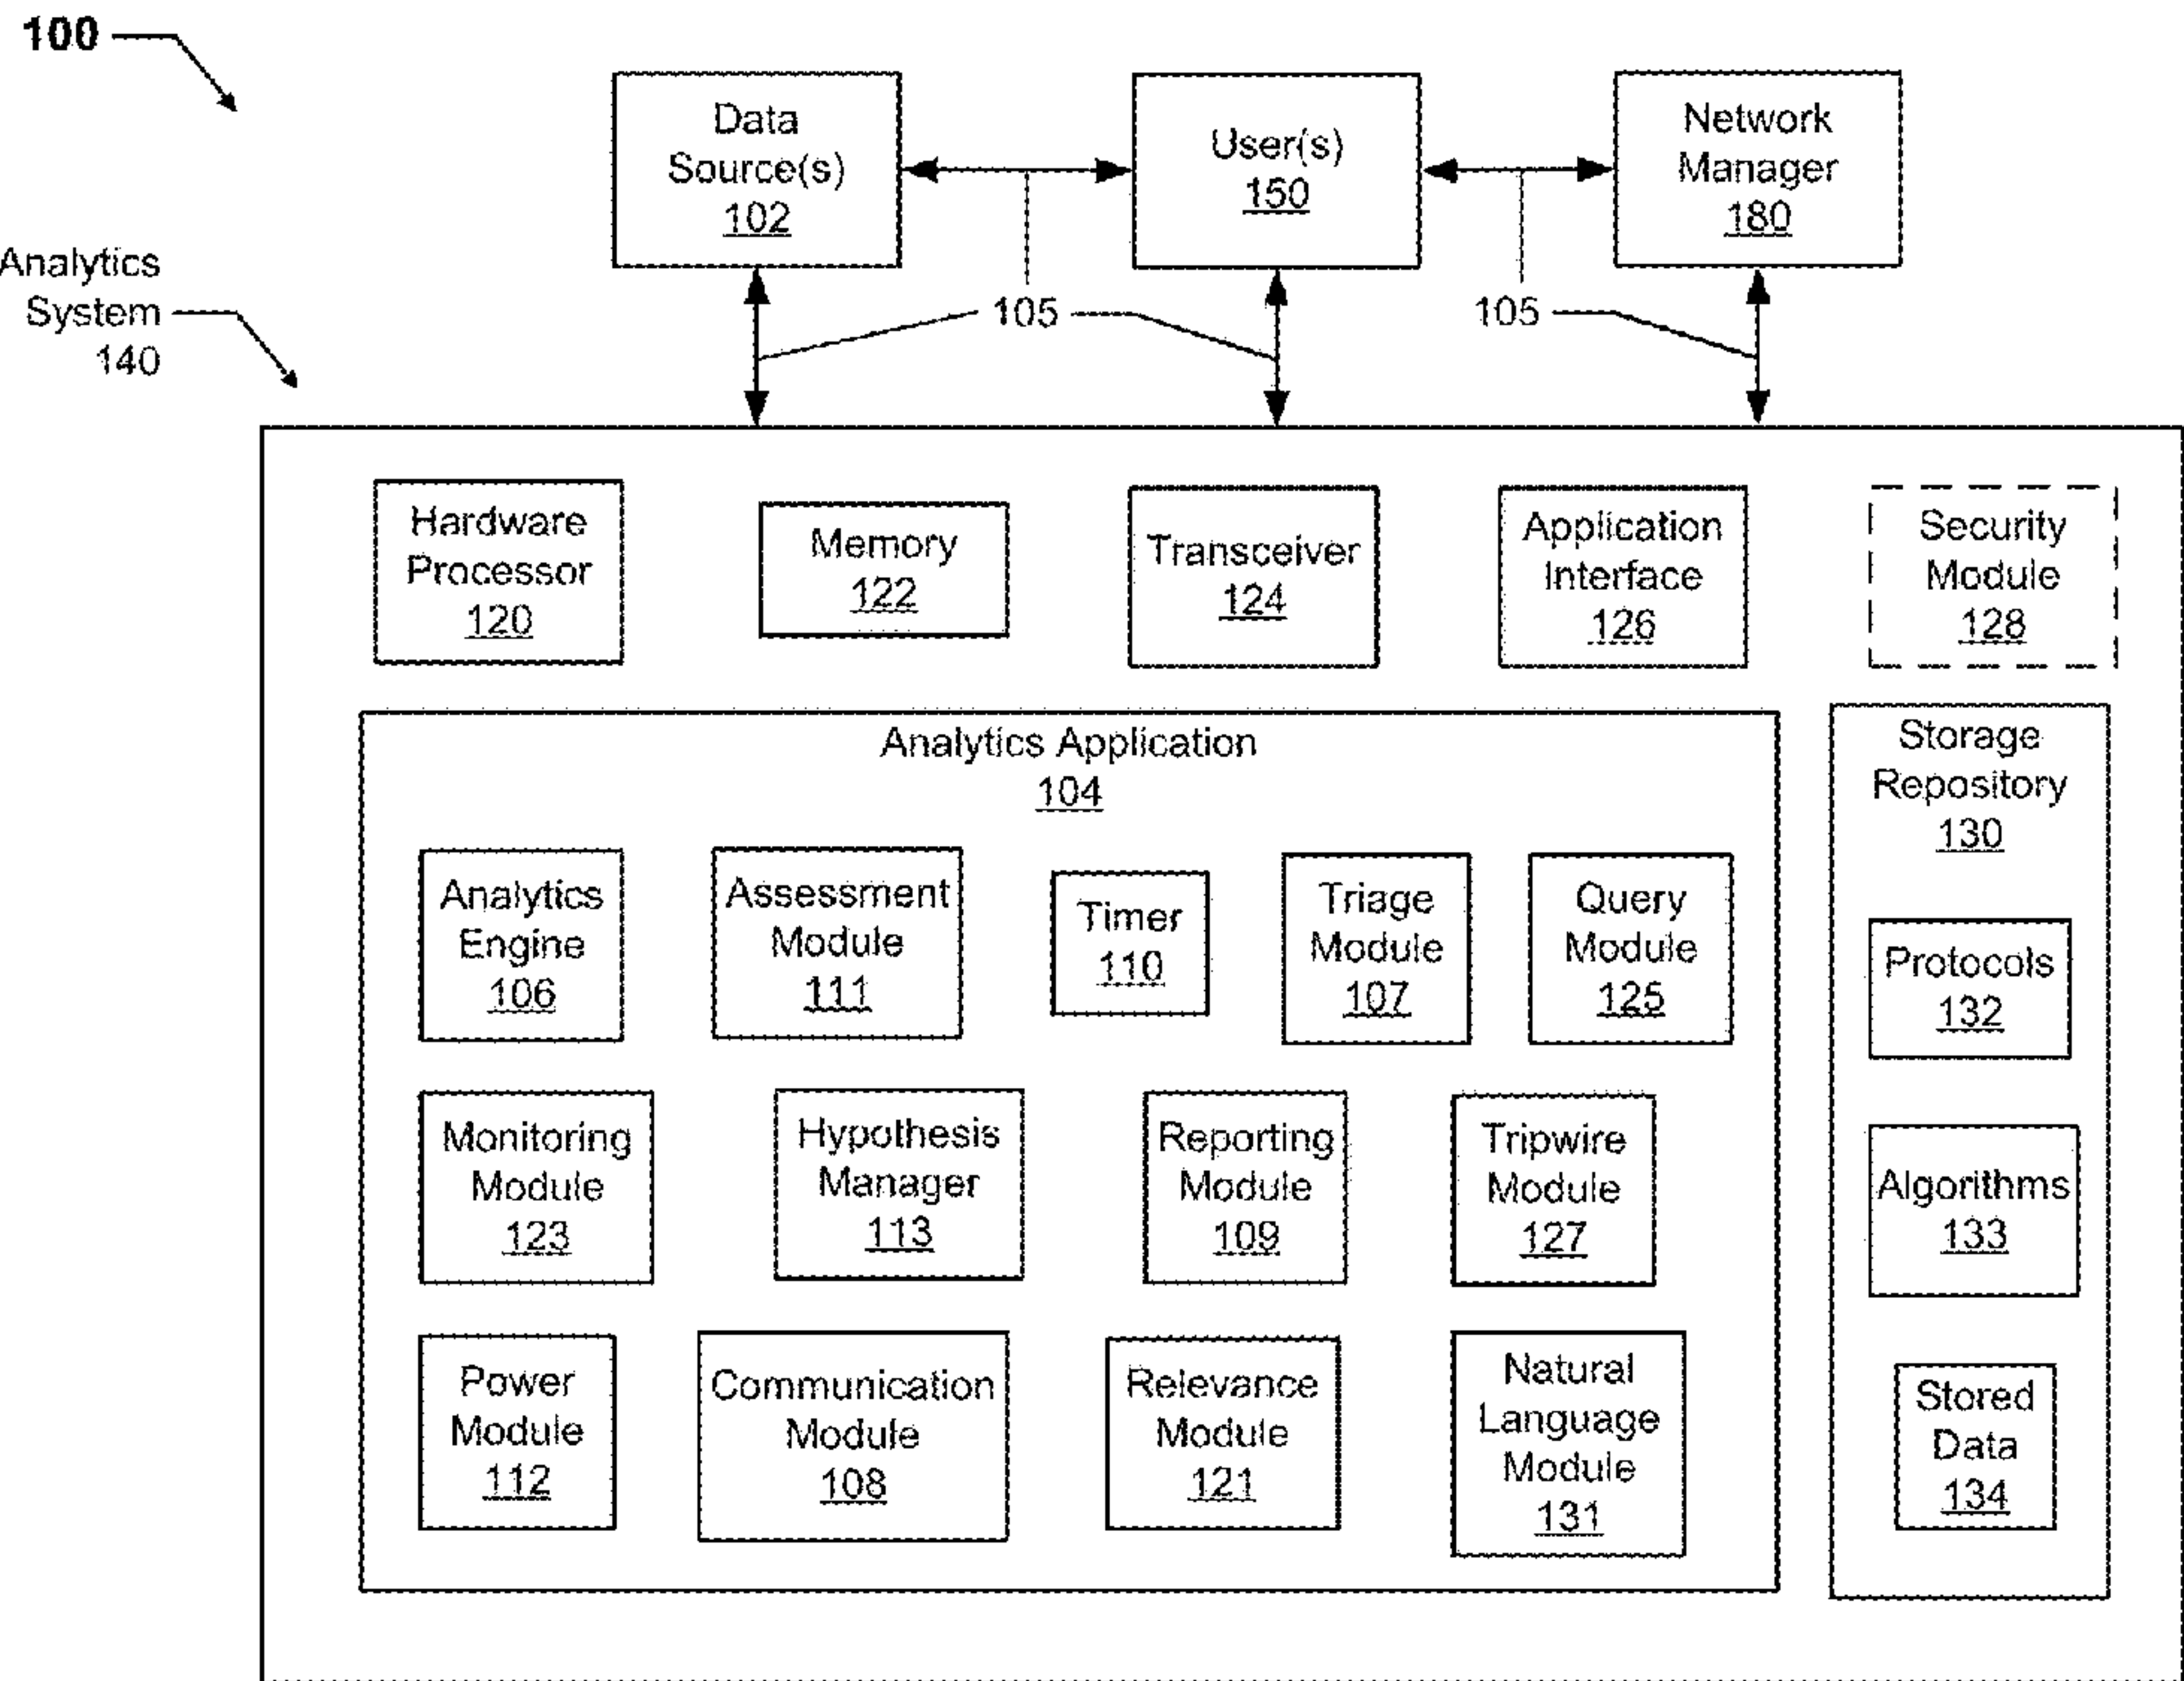 100
Data
Source(s)
102
User(s)
150
Network
Manager
180
Analytics
System
140
105
105
Hardware
Processor
120
Memory
122
Transceiver
124
Application
Interface
126
Security
Module
128
Analytics Application
104
Analytics
Engine
106
Assessment
Module
111
Timer
110
Triage
Module
107
Query
Module
125
Monitoring
Module
123
Hypothesis
Manager
113
Reporting
Module
109
Tripwire
Module
127
Power
Module
112
Communication
Module
108
Relevance
Module
121
Natural
Language
Module
131
Storage
Repository
130
Protocols
132
Algorithms
133
Stored
Data
134